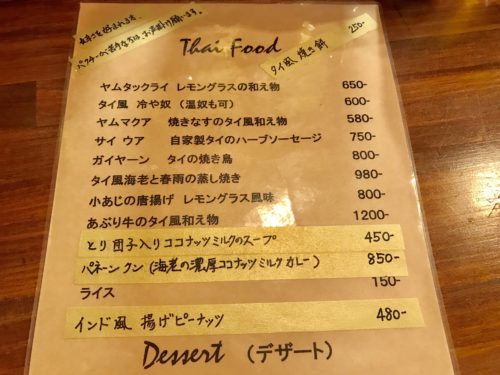 Thai Food
タイ風 焼き餅 250-
ヤムタックライ レモングラスの和え物 650-
タイ風 冷や奴 (温奴も可) 600-
ヤムマクア 焼きなすのタイ風和え物 580-
サイ ウア 自家製タイのハーブソーセージ 750-
ガイヤーン タイの焼き鳥 800-
タイ風海老と春雨の蒸し焼き 980-
小あじの唐揚げ レモングラス風味 800-
あぶり牛のタイ風和え物 1200-
とり団子入りココナッツミルクのスープ 450-
パネーン クン (海老の濃厚ココナッツミルクカレー) 850-
ライス 150-
インド風 揚げピーナッツ 480-
Dessert (デザート)